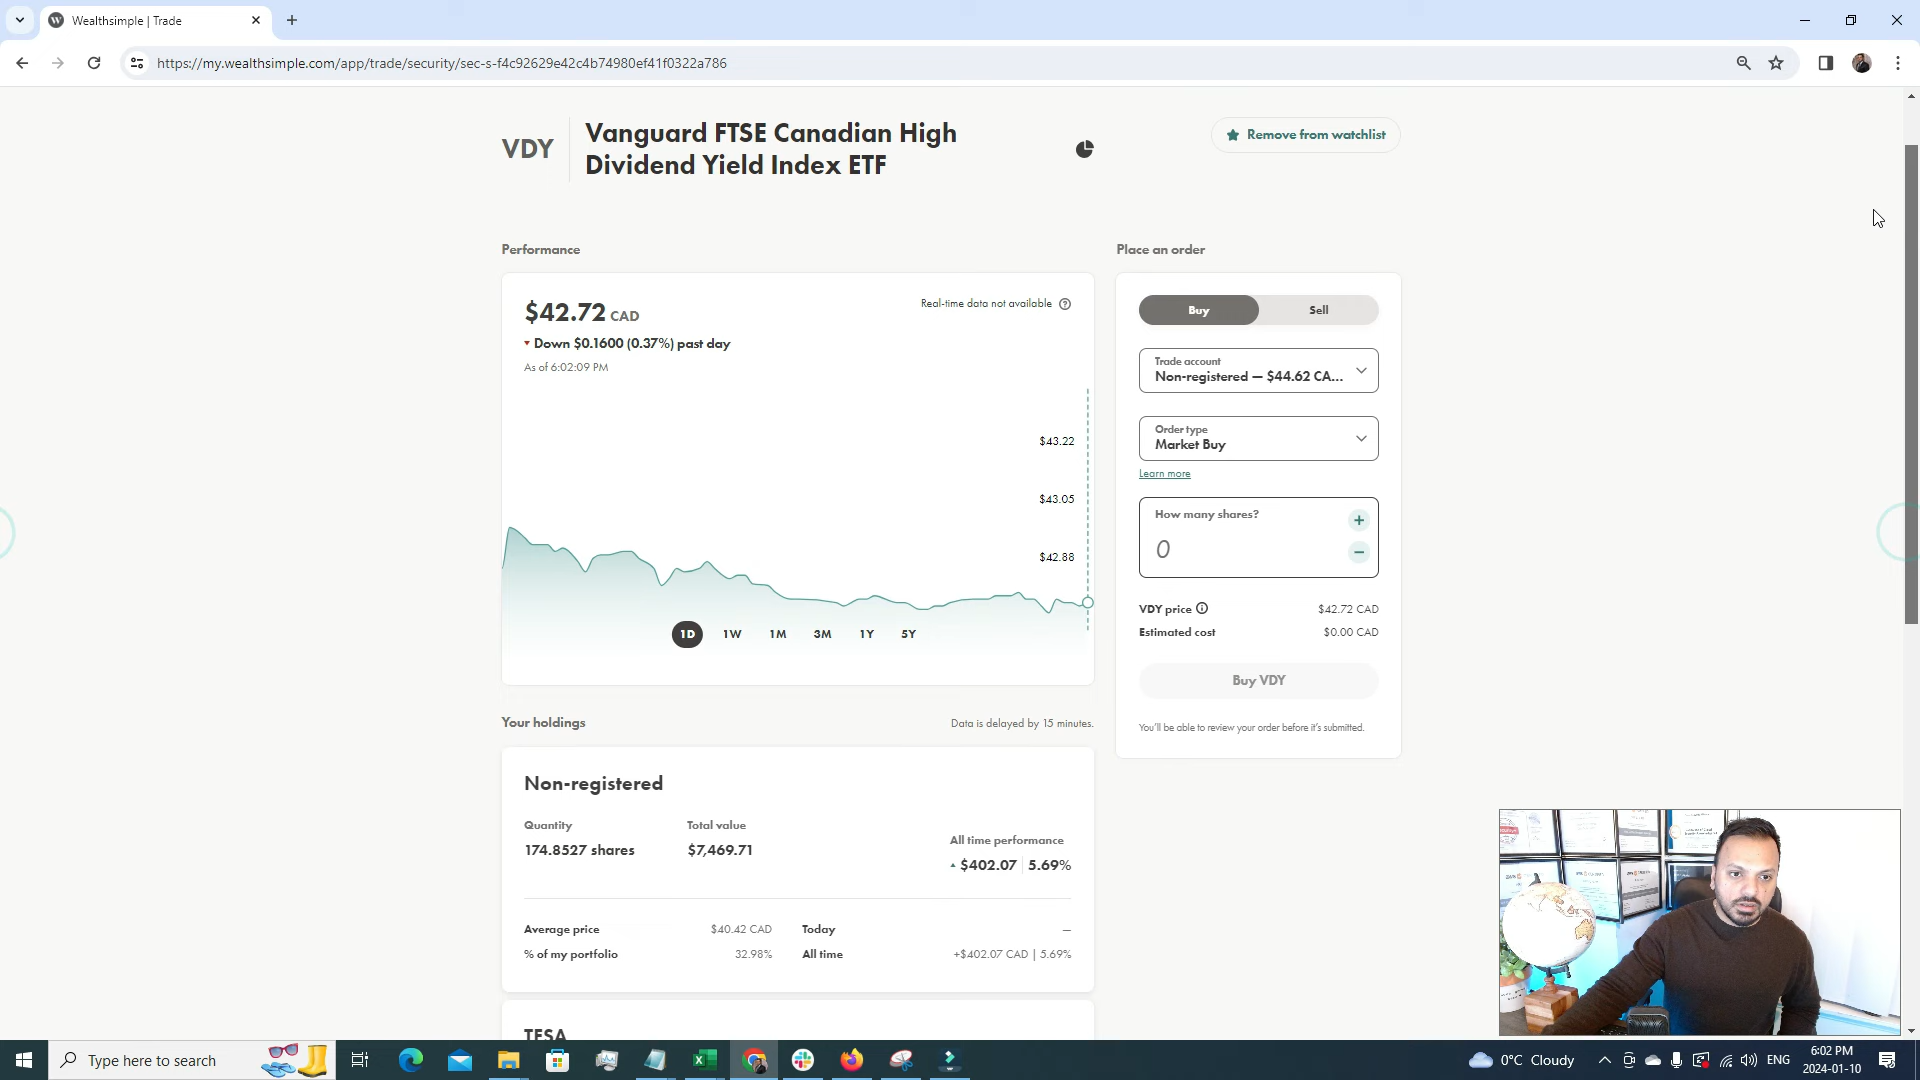 Wealthsimple | Trade
https://my.wealthsimple.com/app/trade/security/sec-s-f4c92629e42c4b74980ef41f0322a786
VDY
Vanguard FTSE Canadian High
Dividend Yield Index ETF
Remove from watchlist
Performance
$42.72 CAD
Real-time data not available
Down $0.1600 (0.37%) past day
As of 6:02:09 PM
$43.22
$43.05
$42.88
1D 1W 1M 3M 1Y 5Y
Place an order
Buy Sell
Trade account
Non-registered — $44.62 CA...
Order type
Market Buy
Learn more
How many shares?
0
VDY price $42.72 CAD
Estimated cost $0.00 CAD
Buy VDY
You'll be able to review your order before it's submitted.
Your holdings
Data is delayed by 15 minutes.
Non-registered
Quantity Total value
All time performance
174.8527 shares $7,469.71
$402.07 5.69%
Average price $40.42 CAD Today —
% of my portfolio 32.98% All time +$402.07 CAD | 5.69%
TFSA
Type here to search
0°C Cloudy
ENG
6:02 PM
2024-01-10